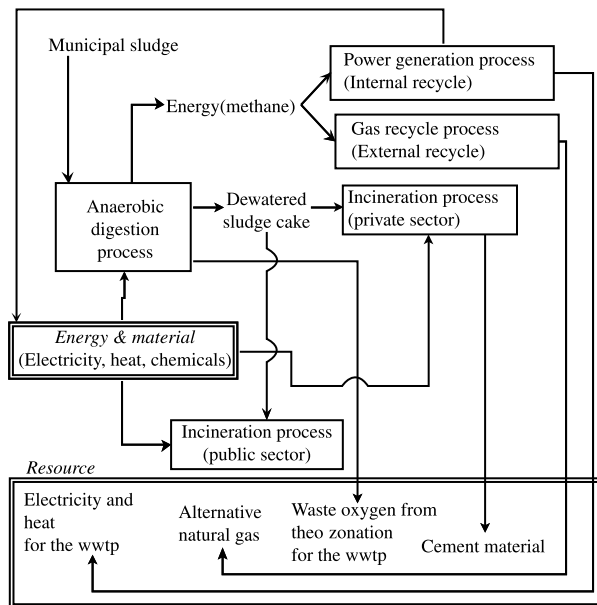 Municipal sludge
Power generation process
(Internal recycle)
Energy(methane)
Gas recycle process
(External recycle)
Anaerobic
digestion
process
Dewatered
sludge cake
Incineration process
(private sector)
Energy & material
(Electricity, heat, chemicals)
Incineration process
(public sector)
Resource
Electricity and
heat
for the wwtp
Alternative
natural gas
Waste oxygen from
theo zonation
for the wwtp
Cement material